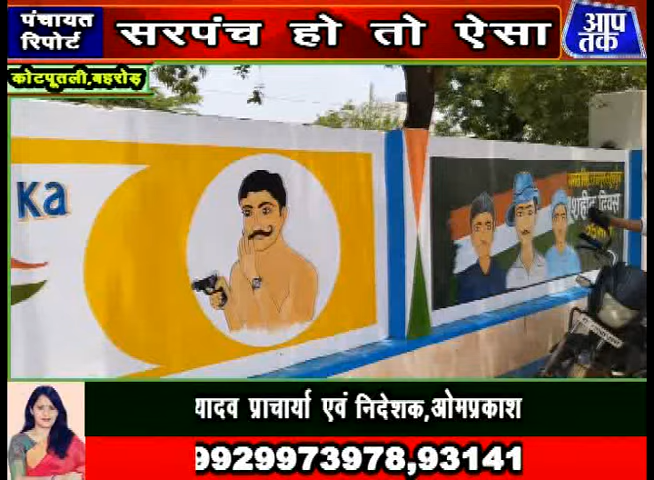 पंचायत
रिपोर्ट
सरपंच हो तो ऐसा
आप
तक
कोटपूतली,बहरोड़
ka
शहीद दिवस
यादव प्राचार्या एवं निदेशक,ओमप्रकाश
9929973978,93141